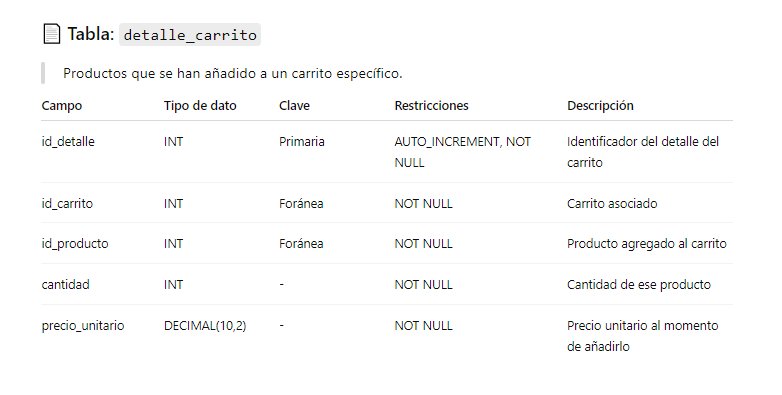 Tabla: detalle_carrito
Productos que se han añadido a un carrito específico.
Campo Tipo de dato Clave Restricciones Descripción
id_detalle INT Primaria AUTO_INCREMENT, NOT NULL Identificador del detalle del carrito
id_carrito INT Foránea NOT NULL Carrito asociado
id_producto INT Foránea NOT NULL Producto agregado al carrito
cantidad INT - NOT NULL Cantidad de ese producto
precio_unitario DECIMAL(10,2) - NOT NULL Precio unitario al momento de añadirlo